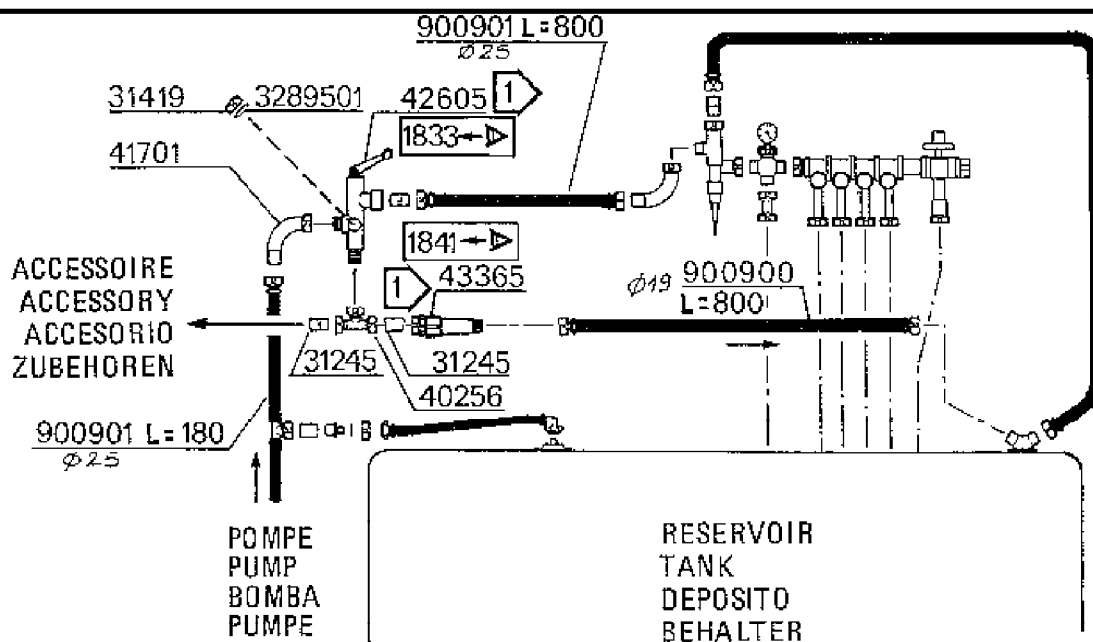 900901 L=800
Ø25
31419
3289501
42605
1
1833
41701
1841
1
43365
Ø19
900900
L=800
ACCESSOIRE
ACCESSORY
ACCESORIO
ZUBEHOREN
31245
31245
40256
900901 L=180
Ø25
POMPE
PUMP
BOMBA
PUMPE
RESERVOIR
TANK
DEPOSITO
BEHALTER